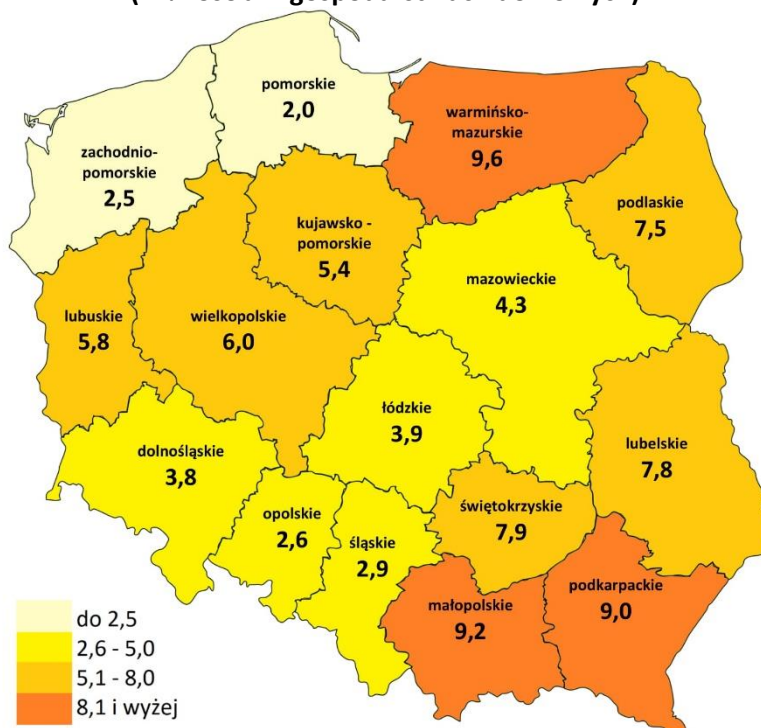 pomorskie
2,0
warmińsko-
mazurskie
9,6
zachodnio-
pomorskie
2,5
podlaskie
7,5
kujawsko -
pomorskie
5,4
mazowieckie
4,3
lubuskie
5,8
wielkopolskie
6,0
łódzkie
3,9
dolnośląskie
3,8
lubelskie
7,8
opolskie
2,6
śląskie
2,9
świętokrzyskie
7,9
małopolskie
9,2
podkarpackie
9,0
do 2,5
2,6 - 5,0
5,1 - 8,0
8,1 i wyżej